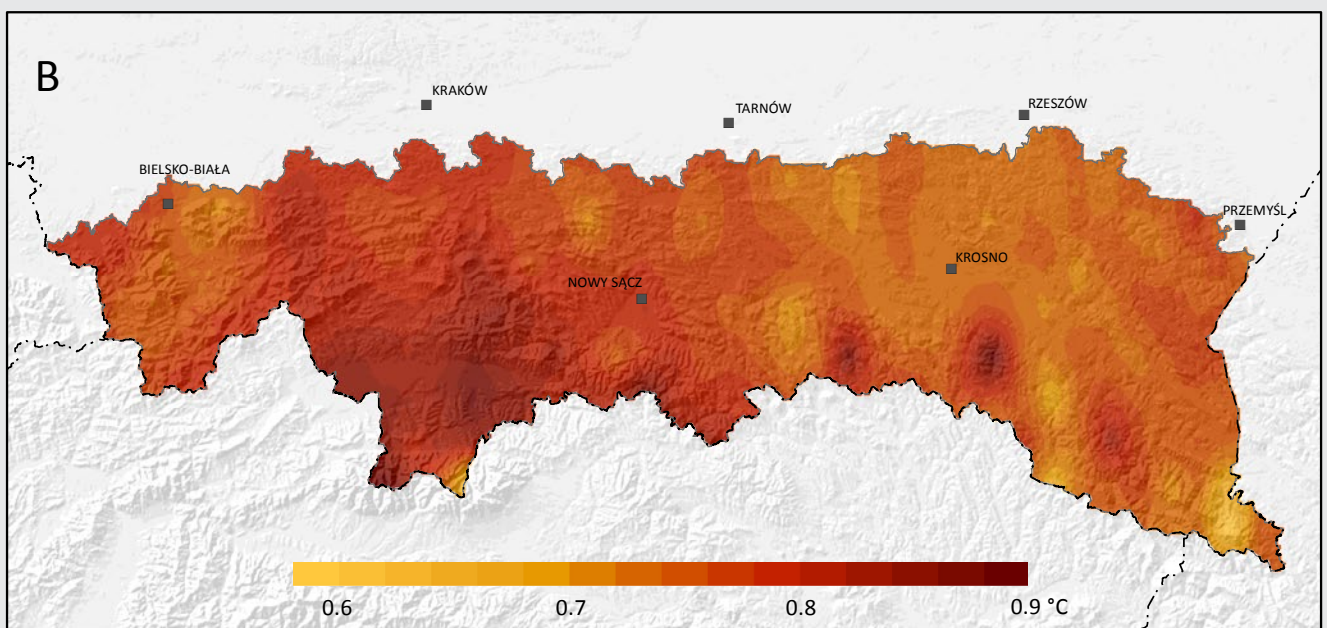 B
KRAKÓW
TARNÓW
RZESZÓW
BIELSKO-BIAŁA
PRZEMYŚL
KROSNO
NOWY SĄCZ
0.6 0.7 0.8 0.9 °C